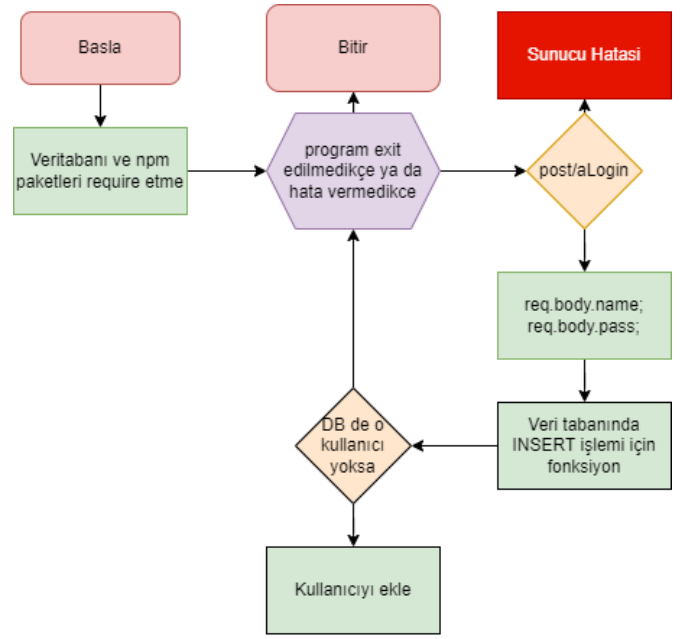 Basla
Bitir
Sunucu Hatasi
Veritabanı ve npm
paketleri require etme
program exit
edilmedikçe ya da
hata vermedikce
post/aLogin
req.body.name;
req.body.pass;
DB de o
kullanıcı
yoksa
Veri tabanında
INSERT işlemi için
fonksiyon
Kullanıcıyı ekle